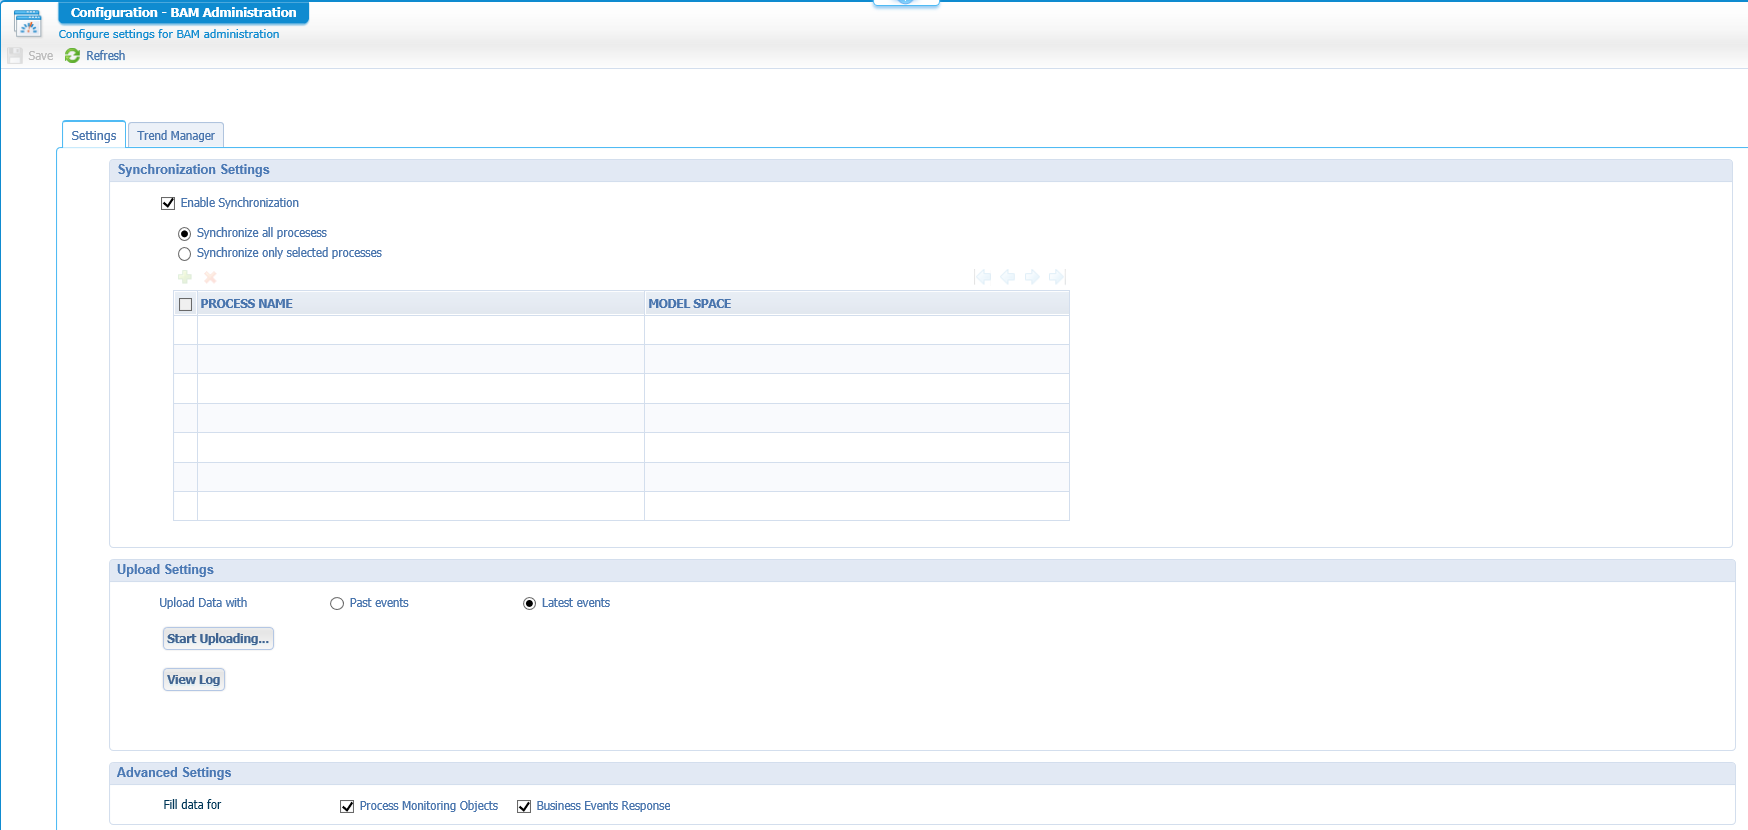 Configuration - BAM Administration
Configure settings for BAM administration
Save Refresh
Settings Trend Manager
Synchronization Settings
Enable Synchronization
Synchronize all procesess
Synchronize only selected processes
PROCESS NAME MODEL SPACE
Upload Settings
Upload Data with Past events Latest events
Start Uploading...
View Log
Advanced Settings
Fill data for Process Monitoring Objects Business Events Response